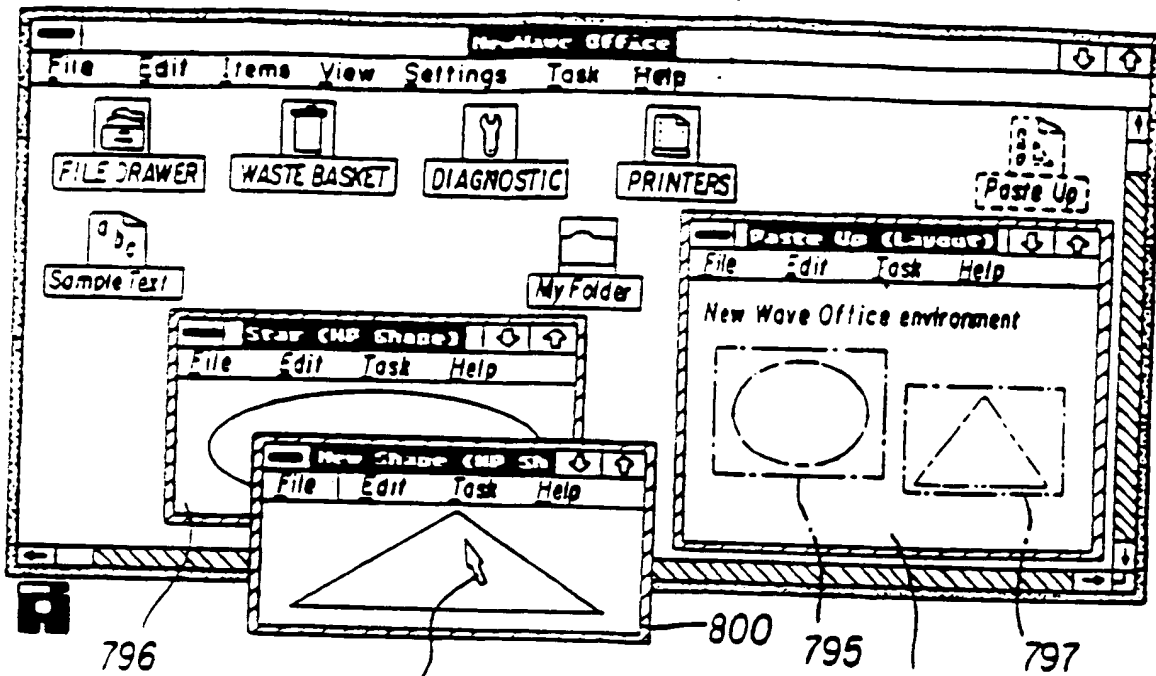 NewWave Office
File Edit Items View Settings Task Help
FILE DRAWER WASTE BASKET DIAGNOSTIC PRINTERS Paste Up
a b c
Sample Text My Folder
Paste Up (Layout)
File Edit Task Help
New Wave Office environment
Star (HP Shape)
File Edit Task Help
New Shape (HP Sh
File Edit Task Help
796 800 795 797